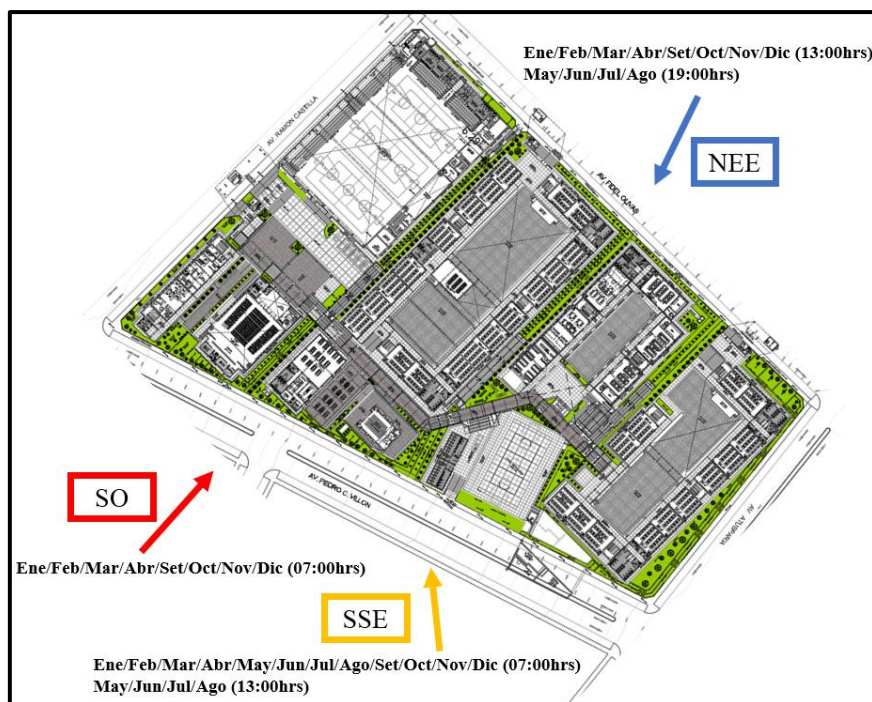 Ene/Feb/Mar/Abr/Set/Oct/Nov/Dic (13:00hrs)
May/Jun/Jul/Ago (19:00hrs)
AV. RAMON CASTILLA
NEE
AV. FIDEL OLIVAS
SO
AV. PEDRO C. VILLON
AV. ATUSPARIA
Ene/Feb/Mar/Abr/Set/Oct/Nov/Dic (07:00hrs)
SSE
Ene/Feb/Mar/Abr/May/Jun/Jul/Ago/Set/Oct/Nov/Dic (07:00hrs)
May/Jun/Jul/Ago (13:00hrs)